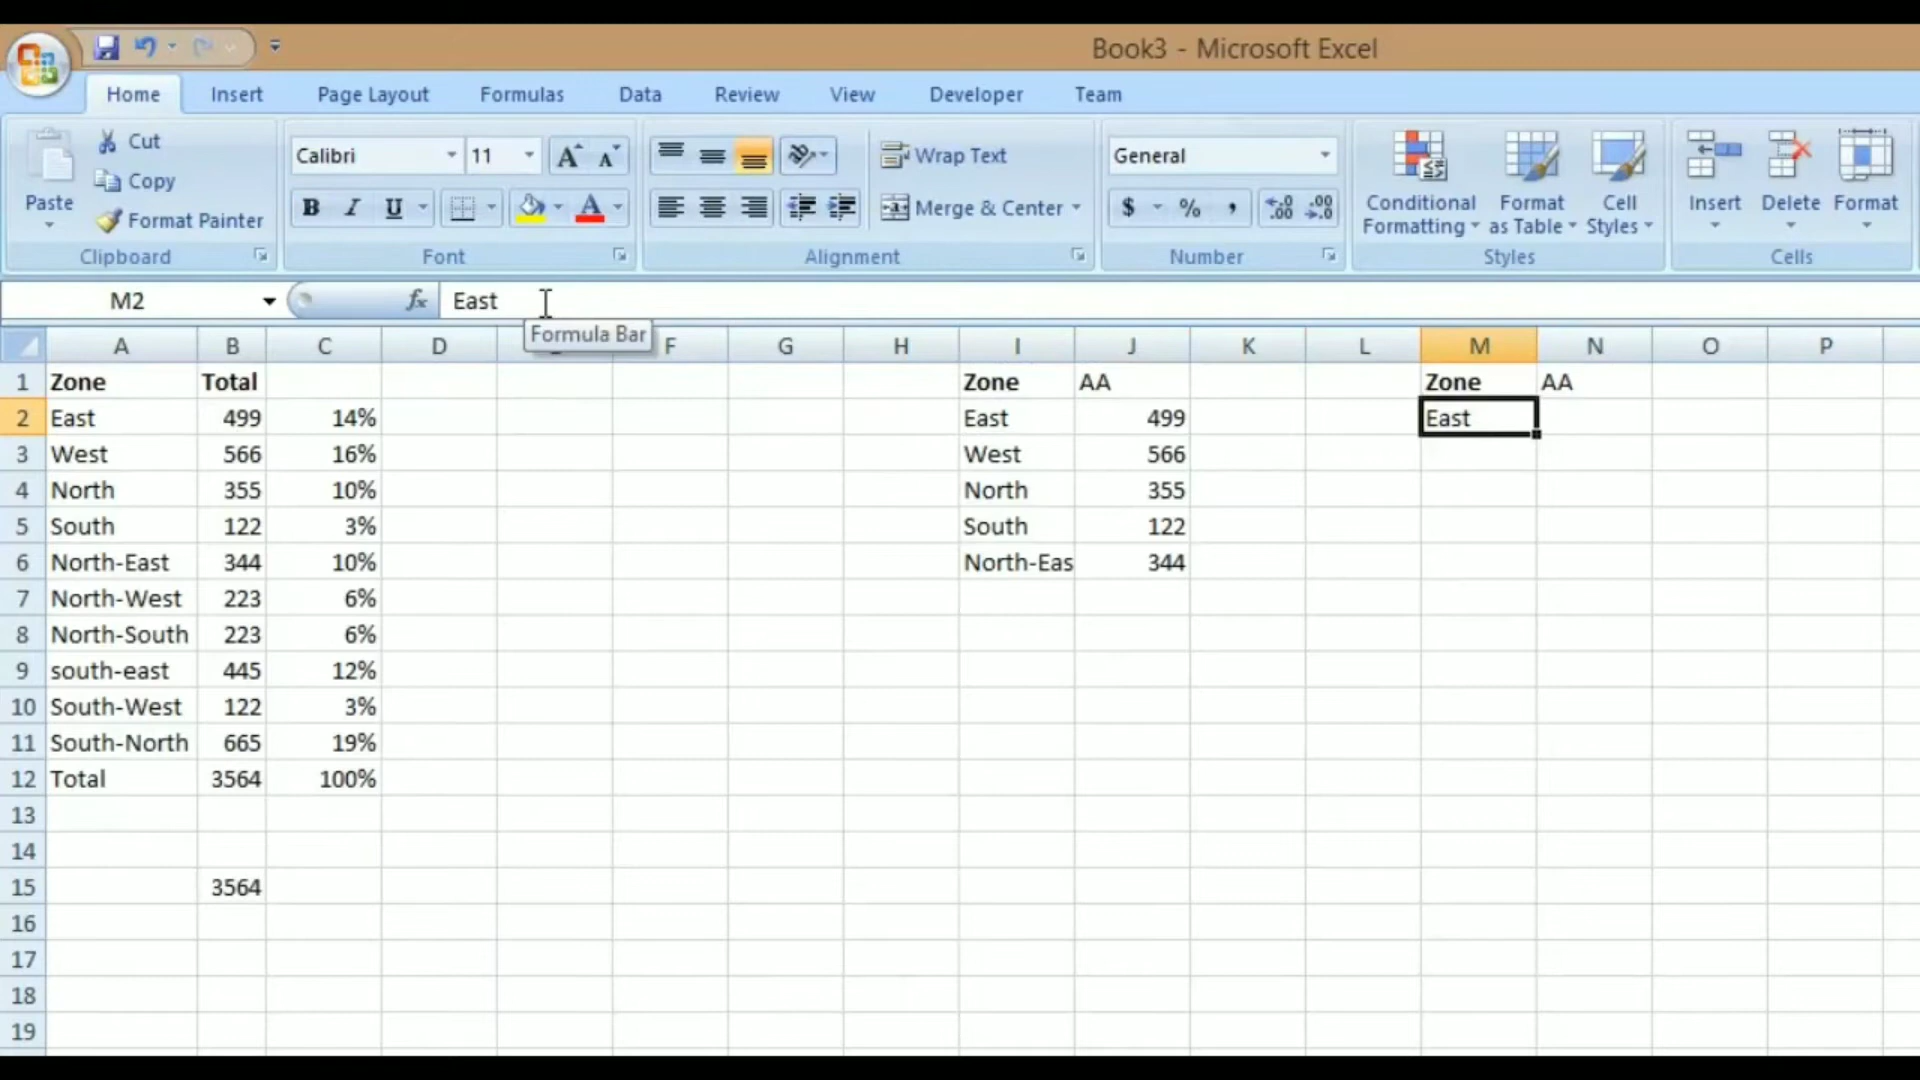 Book3 - Microsoft Excel
Home Insert Page Layout Formulas Data Review View Developer Team
Paste
Cut
Copy
Format Painter
Clipboard
Calibri 11
B I U
Font
Wrap Text
Merge & Center
Alignment
General
$ % ,
Number
Conditional Formatting
Format as Table
Cell Styles
Styles
Insert Delete Format
Cells
M2 fx East
Formula Bar
A B C D F G H I J K L M N O P
1 Zone Total Zone AA Zone AA
2 East 499 14% East 499 East
3 West 566 16% West 566
4 North 355 10% North 355
5 South 122 3% South 122
6 North-East 344 10% North-Eas 344
7 North-West 223 6%
8 North-South 223 6%
9 south-east 445 12%
10 South-West 122 3%
11 South-North 665 19%
12 Total 3564 100%
13
14
15 3564
16
17
18
19